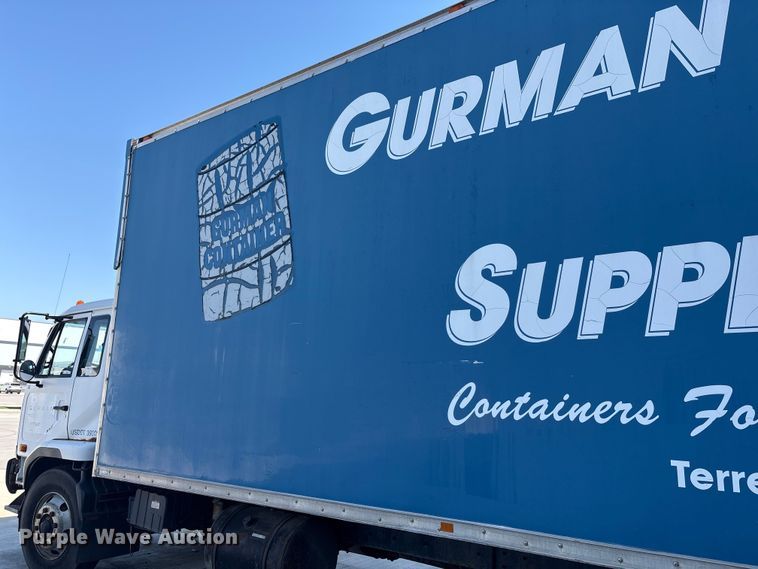 GURMAN
GURMAN
CONTAINER
SUPP
Containers Fo
Terre
Purple Wave Auction